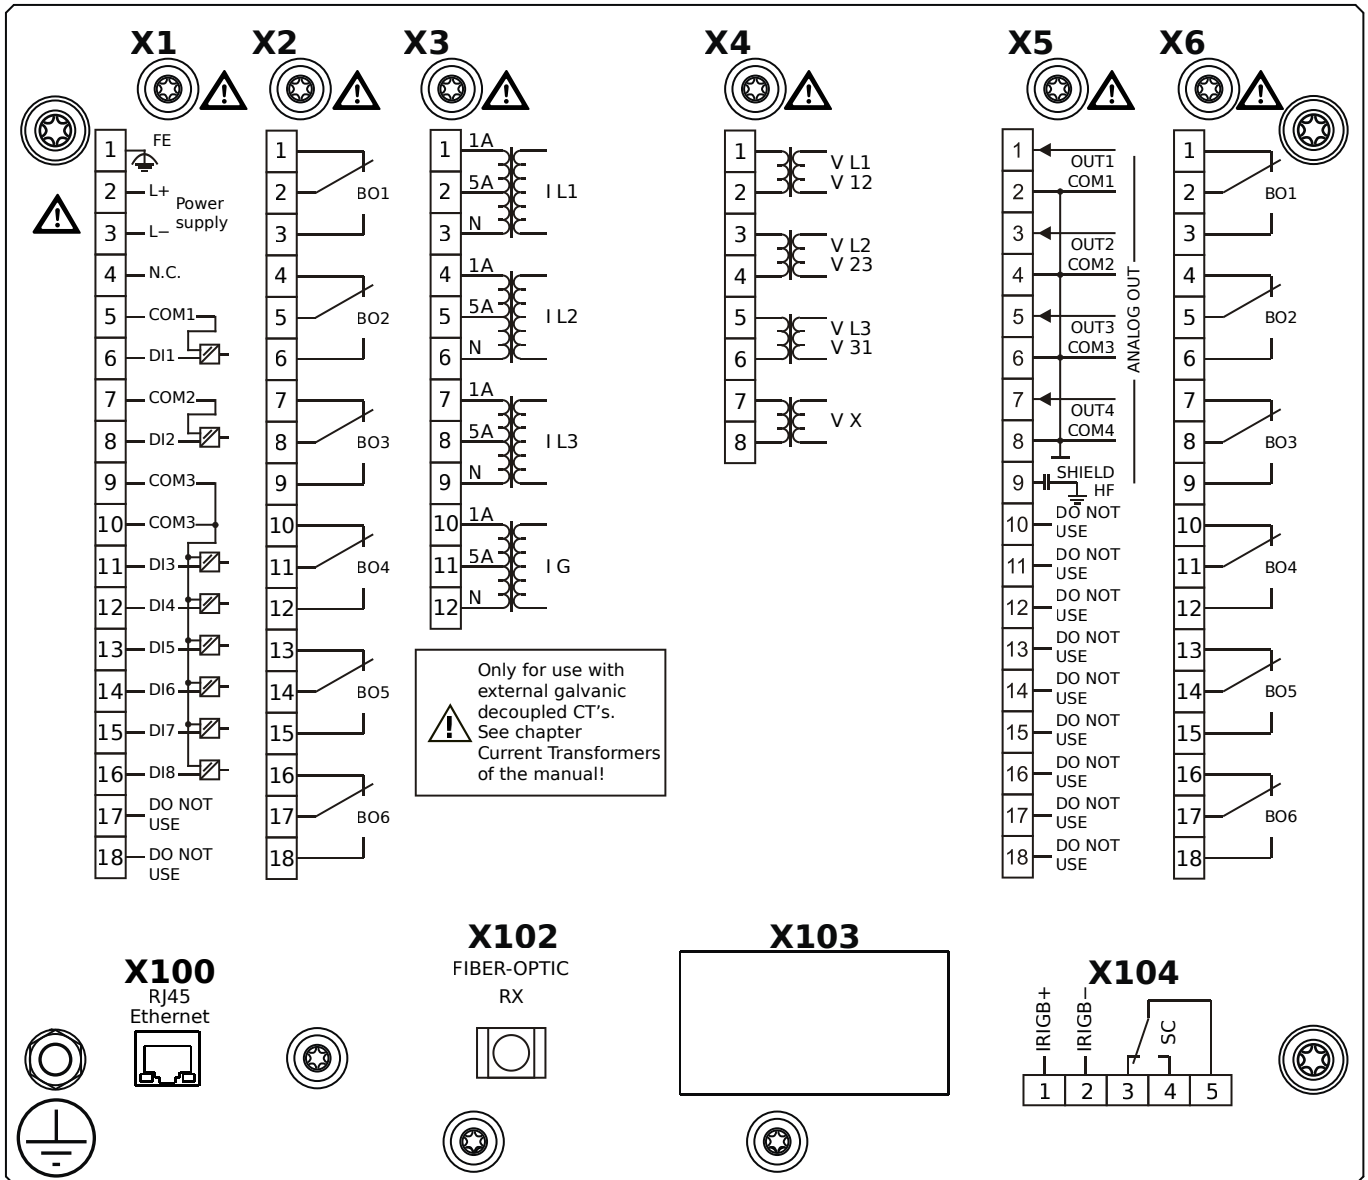 X1
1 FE
2 L+ Power
supply
3 L−
4 N.C.
5 COM1
6 DI1
7 COM2
8 DI2
9 COM3
10 COM3
11 DI3
12 DI4
13 DI5
14 DI6
15 DI7
16 DI8
17 DO NOT
USE
18 DO NOT
USE
X2
1
2 BO1
3
4
5 BO2
6
7
8 BO3
9
10
11 BO4
12
13
14 BO5
15
16
17 BO6
18
X3
1 1A
2 5A I L1
3 N
4 1A
5 5A I L2
6 N
7 1A
8 5A I L3
9 N
10 1A
11 5A I G
12 N
Only for use with
external galvanic
decoupled CT's.
See chapter
Current Transformers
of the manual!
X4
1 V L1
2 V 12
3 V L2
4 V 23
5 V L3
6 V 31
7 V X
8
X5
1 OUT1
2 COM1
3 OUT2
4 COM2
5 OUT3
6 COM3
7 OUT4
8 COM4
ANALOG OUT
9 SHIELD
HF
10 DO NOT
USE
11 DO NOT
USE
12 DO NOT
USE
13 DO NOT
USE
14 DO NOT
USE
15 DO NOT
USE
16 DO NOT
USE
17 DO NOT
USE
18 DO NOT
USE
X6
1
2 BO1
3
4
5 BO2
6
7
8 BO3
9
10
11 BO4
12
13
14 BO5
15
16
17 BO6
18
X100
RJ45
Ethernet
X102
FIBER-OPTIC
RX
X103
X104
IRIGB+
IRIGB−
SC
1 2 3 4 5